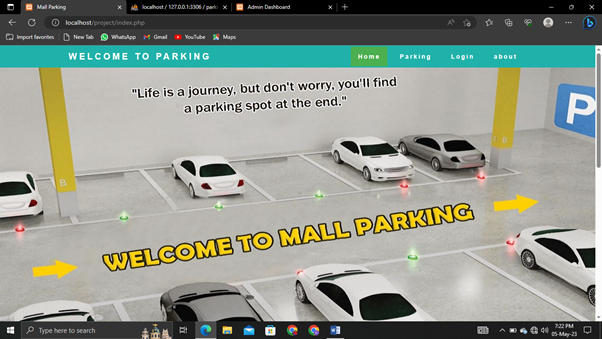 Mall Parking
localhost / 127.0.0.1:3306 / park
Admin Dashboard
localhost/project/index.php
Import favorites
New Tab
WhatsApp
Gmail
YouTube
Maps
WELCOME TO PARKING
Home
Parking
Login
about
"Life is a journey, but don't worry, you'll find
a parking spot at the end."
P
B
B
WELCOME TO MALL PARKING
Type here to search
7:22 PM
05-May-23